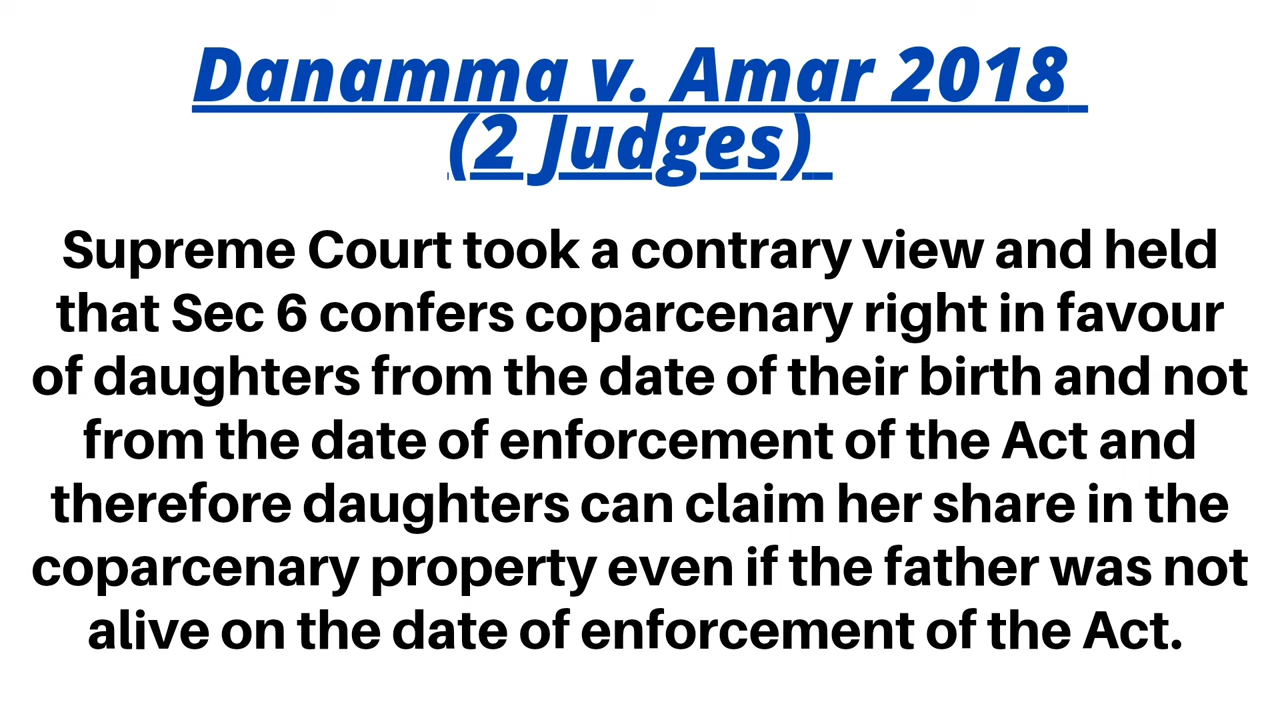 Danamma v. Amar 2018
(2 Judges)
Supreme Court took a contrary view and held
that Sec 6 confers coparcenary right in favour
of daughters from the date of their birth and not
from the date of enforcement of the Act and
therefore daughters can claim her share in the
coparcenary property even if the father was not
alive on the date of enforcement of the Act.